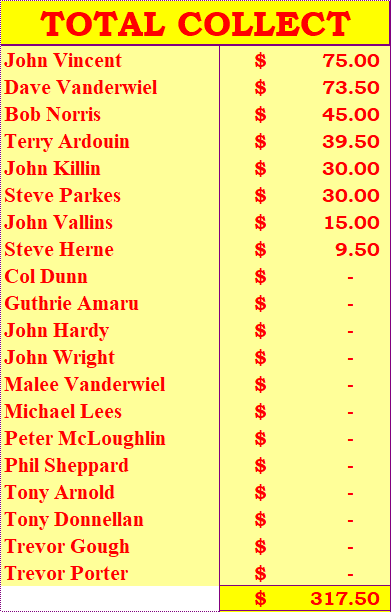 TOTAL COLLECT
John Vincent $ 75.00
Dave Vanderwiel $ 73.50
Bob Norris $ 45.00
Terry Ardouin $ 39.50
John Killin $ 30.00
Steve Parkes $ 30.00
John Vallins $ 15.00
Steve Herne $ 9.50
Col Dunn $ -
Guthrie Amaru $ -
John Hardy $ -
John Wright $ -
Malee Vanderwiel $ -
Michael Lees $ -
Peter McLoughlin $ -
Phil Sheppard $ -
Tony Arnold $ -
Tony Donnellan $ -
Trevor Gough $ -
Trevor Porter $ -
$ 317.50